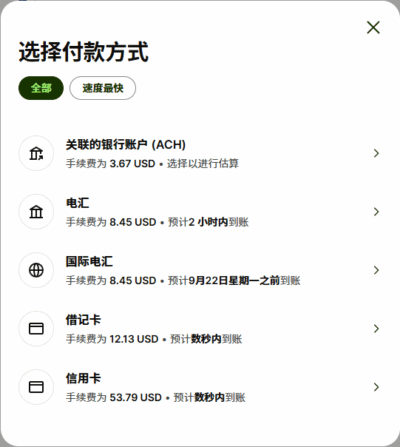 选择付款方式
全部
速度最快
关联的银行账户 (ACH)
手续费为 3.67 USD • 选择以进行估算
电汇
手续费为 8.45 USD • 预计2 小时内到账
国际电汇
手续费为 8.45 USD • 预计9月22日星期一之前到账
借记卡
手续费为 12.13 USD • 预计数秒内到账
信用卡
手续费为 53.79 USD • 预计数秒内到账